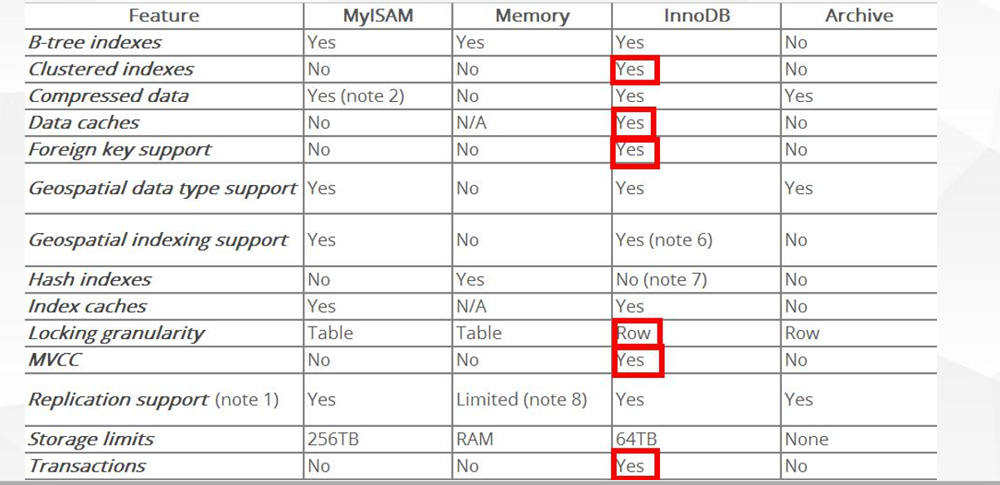 Feature MyISAM Memory InnoDB Archive
B-tree indexes Yes Yes Yes No
Clustered indexes No No Yes No
Compressed data Yes (note 2) No Yes Yes
Data caches No N/A Yes No
Foreign key support No No Yes No
Geospatial data type support Yes No Yes Yes
Geospatial indexing support Yes No Yes (note 6) No
Hash indexes No Yes No (note 7) No
Index caches Yes N/A Yes No
Locking granularity Table Table Row Row
MVCC No No Yes No
Replication support (note 1) Yes Limited (note 8) Yes Yes
Storage limits 256TB RAM 64TB None
Transactions No No Yes No